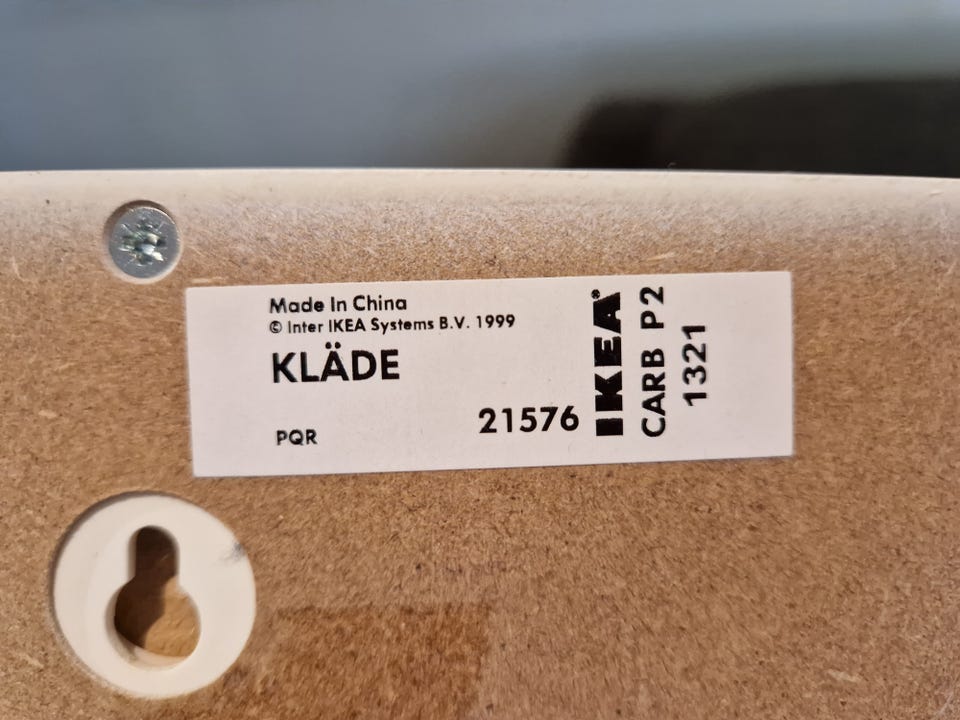 Made In China
© Inter IKEA Systems B.V. 1999
KLÄDE
PQR
21576
IKEA®
CARB P2
1321